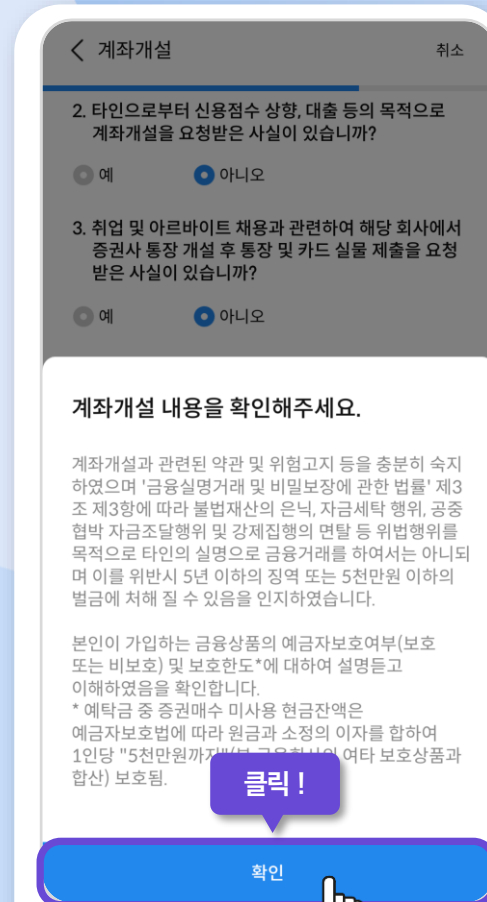 계좌개설
취소
2. 타인으로부터 신용점수 상향, 대출 등의 목적으로
계좌개설을 요청받은 사실이 있습니까?
예
아니오
3. 취업 및 아르바이트 채용과 관련하여 해당 회사에서
증권사 통장 개설 후 통장 및 카드 실물 제출을 요청
받은 사실이 있습니까?
예
아니오
계좌개설 내용을 확인해주세요.
계좌개설과 관련된 약관 및 위험고지 등을 충분히 숙지
하였으며 '금융실명거래 및 비밀보장에 관한 법률' 제3
조 제3항에 따라 불법재산의 은닉, 자금세탁 행위, 공중
협박 자금조달행위 및 강제집행의 면탈 등 위법행위를
목적으로 타인의 실명으로 금융거래를 하여서는 아니되
며 이를 위반시 5년 이하의 징역 또는 5천만원 이하의
벌금에 처해 질 수 있음을 인지하였습니다.
본인이 가입하는 금융상품의 예금자보호여부(보호
또는 비보호) 및 보호한도*에 대하여 설명듣고
이해하였음을 확인합니다.
* 예탁금 중 증권매수 미사용 현금잔액은
예금자보호법에 따라 원금과 소정의 이자를 합하여
1인당 "5천만원까지" 여타 보호상품과
합산) 보호됨.
클릭 !
확인